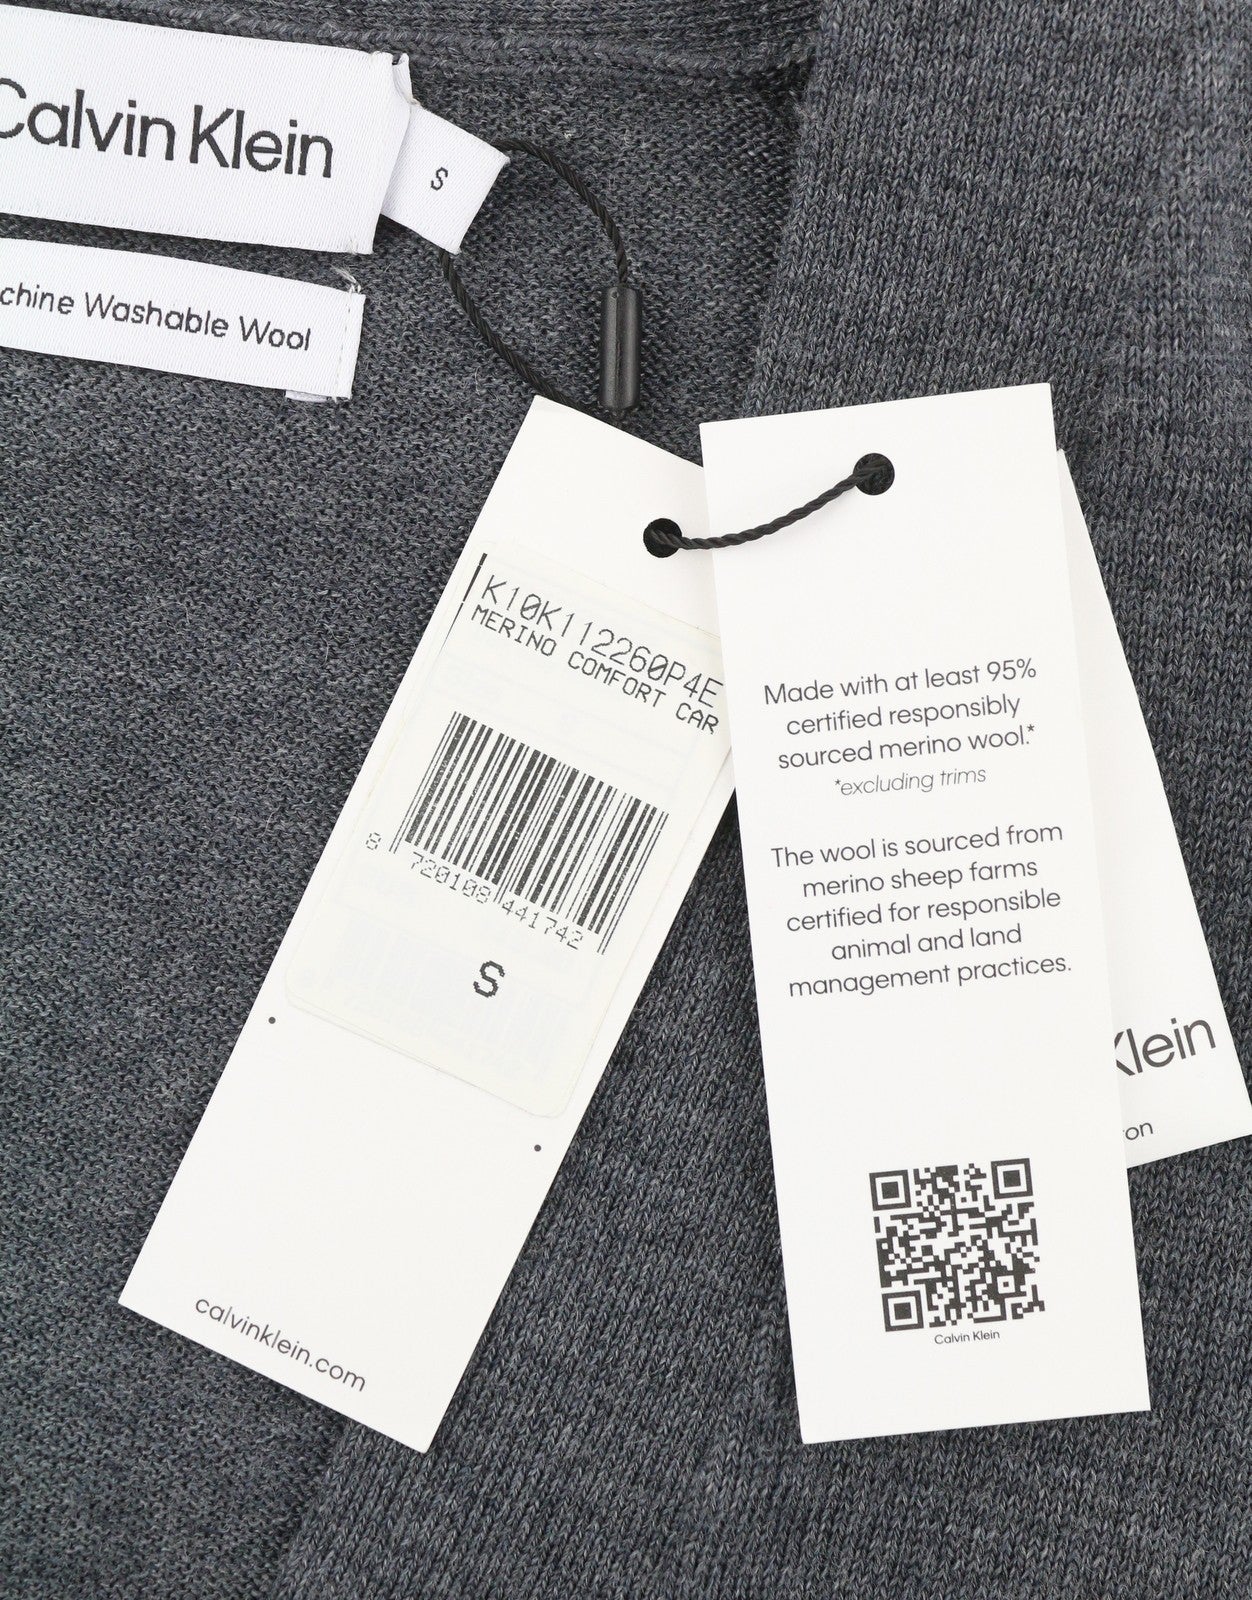 Calvin Klein
S
chine Washable Wool
K10K112260P4E
MERINO COMFORT CAR
8 720108 441742
S
calvinklein.com
Made with at least 95%
certified responsibly
sourced merino wool.*
*excluding trims
The wool is sourced from
merino sheep farms
certified for responsible
animal and land
management practices.
Calvin Klein
Klein
on